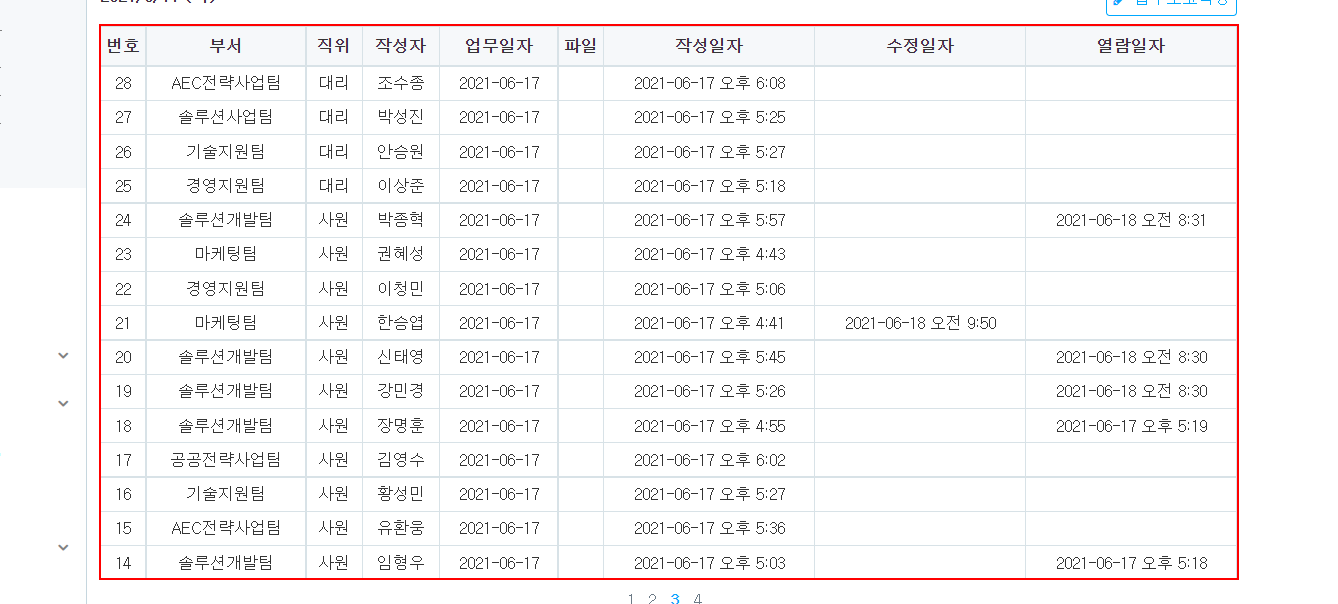 번호 부서 직위 작성자 업무일자 파일 작성일자 수정일자 열람일자
28 AEC전략사업팀 대리 조수종 2021-06-17 2021-06-17 오후 6:08
27 솔루션사업팀 대리 박성진 2021-06-17 2021-06-17 오후 5:25
26 기술지원팀 대리 안승원 2021-06-17 2021-06-17 오후 5:27
25 경영지원팀 대리 이상준 2021-06-17 2021-06-17 오후 5:18
24 솔루션개발팀 사원 박종혁 2021-06-17 2021-06-17 오후 5:57 2021-06-18 오전 8:31
23 마케팅팀 사원 권혜성 2021-06-17 2021-06-17 오후 4:43
22 경영지원팀 사원 이청민 2021-06-17 2021-06-17 오후 5:06
21 마케팅팀 사원 한승엽 2021-06-17 2021-06-17 오후 4:41 2021-06-18 오전 9:50
20 솔루션개발팀 사원 신태영 2021-06-17 2021-06-17 오후 5:45 2021-06-18 오전 8:30
19 솔루션개발팀 사원 강민경 2021-06-17 2021-06-17 오후 5:26 2021-06-18 오전 8:30
18 솔루션개발팀 사원 장명훈 2021-06-17 2021-06-17 오후 4:55 2021-06-17 오후 5:19
17 공공전략사업팀 사원 김영수 2021-06-17 2021-06-17 오후 6:02
16 기술지원팀 사원 황성민 2021-06-17 2021-06-17 오후 5:27
15 AEC전략사업팀 사원 유환웅 2021-06-17 2021-06-17 오후 5:36
14 솔루션개발팀 사원 임형우 2021-06-17 2021-06-17 오후 5:03 2021-06-17 오후 5:18
1 2 3 4